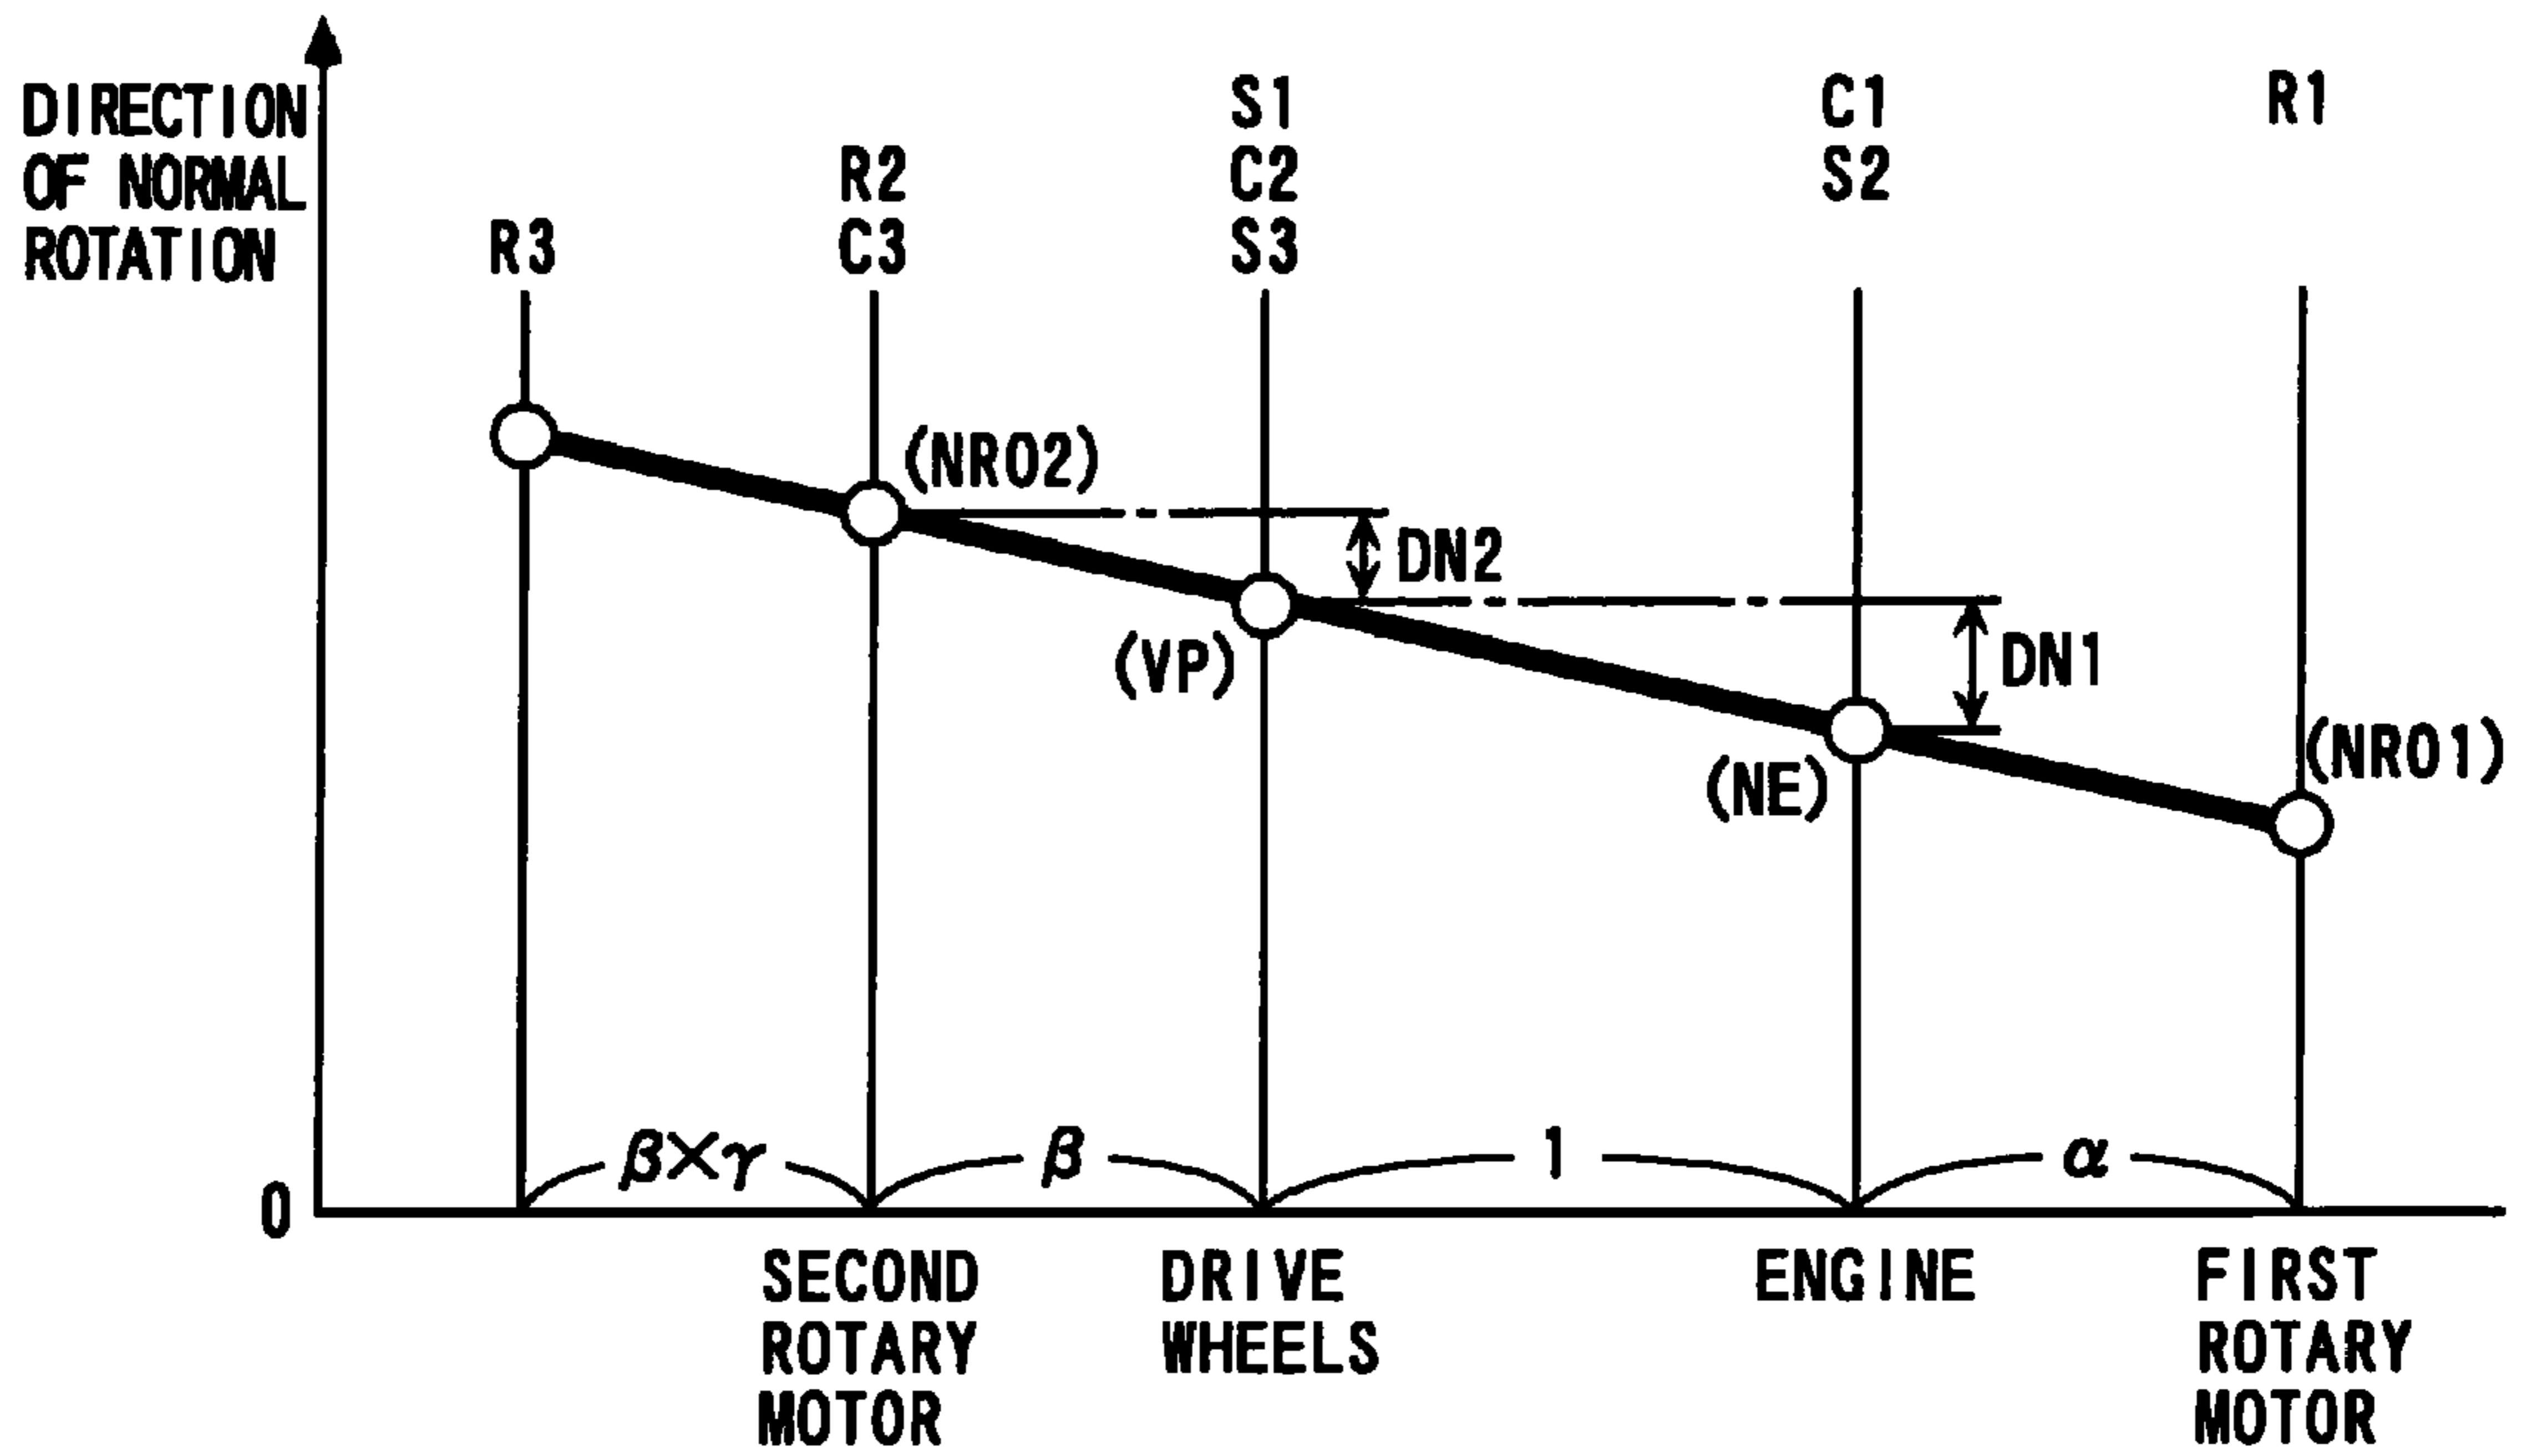 DIRECTION
OF NORMAL
ROTATION
R3
R2
C3
S1
C2
S3
C1
S2
R1
(NRO2)
DN2
(VP)
DN1
(NE)
(NRO1)
β×γ
β
1
α
0
SECOND
ROTARY
MOTOR
DRIVE
WHEELS
ENGINE
FIRST
ROTARY
MOTOR